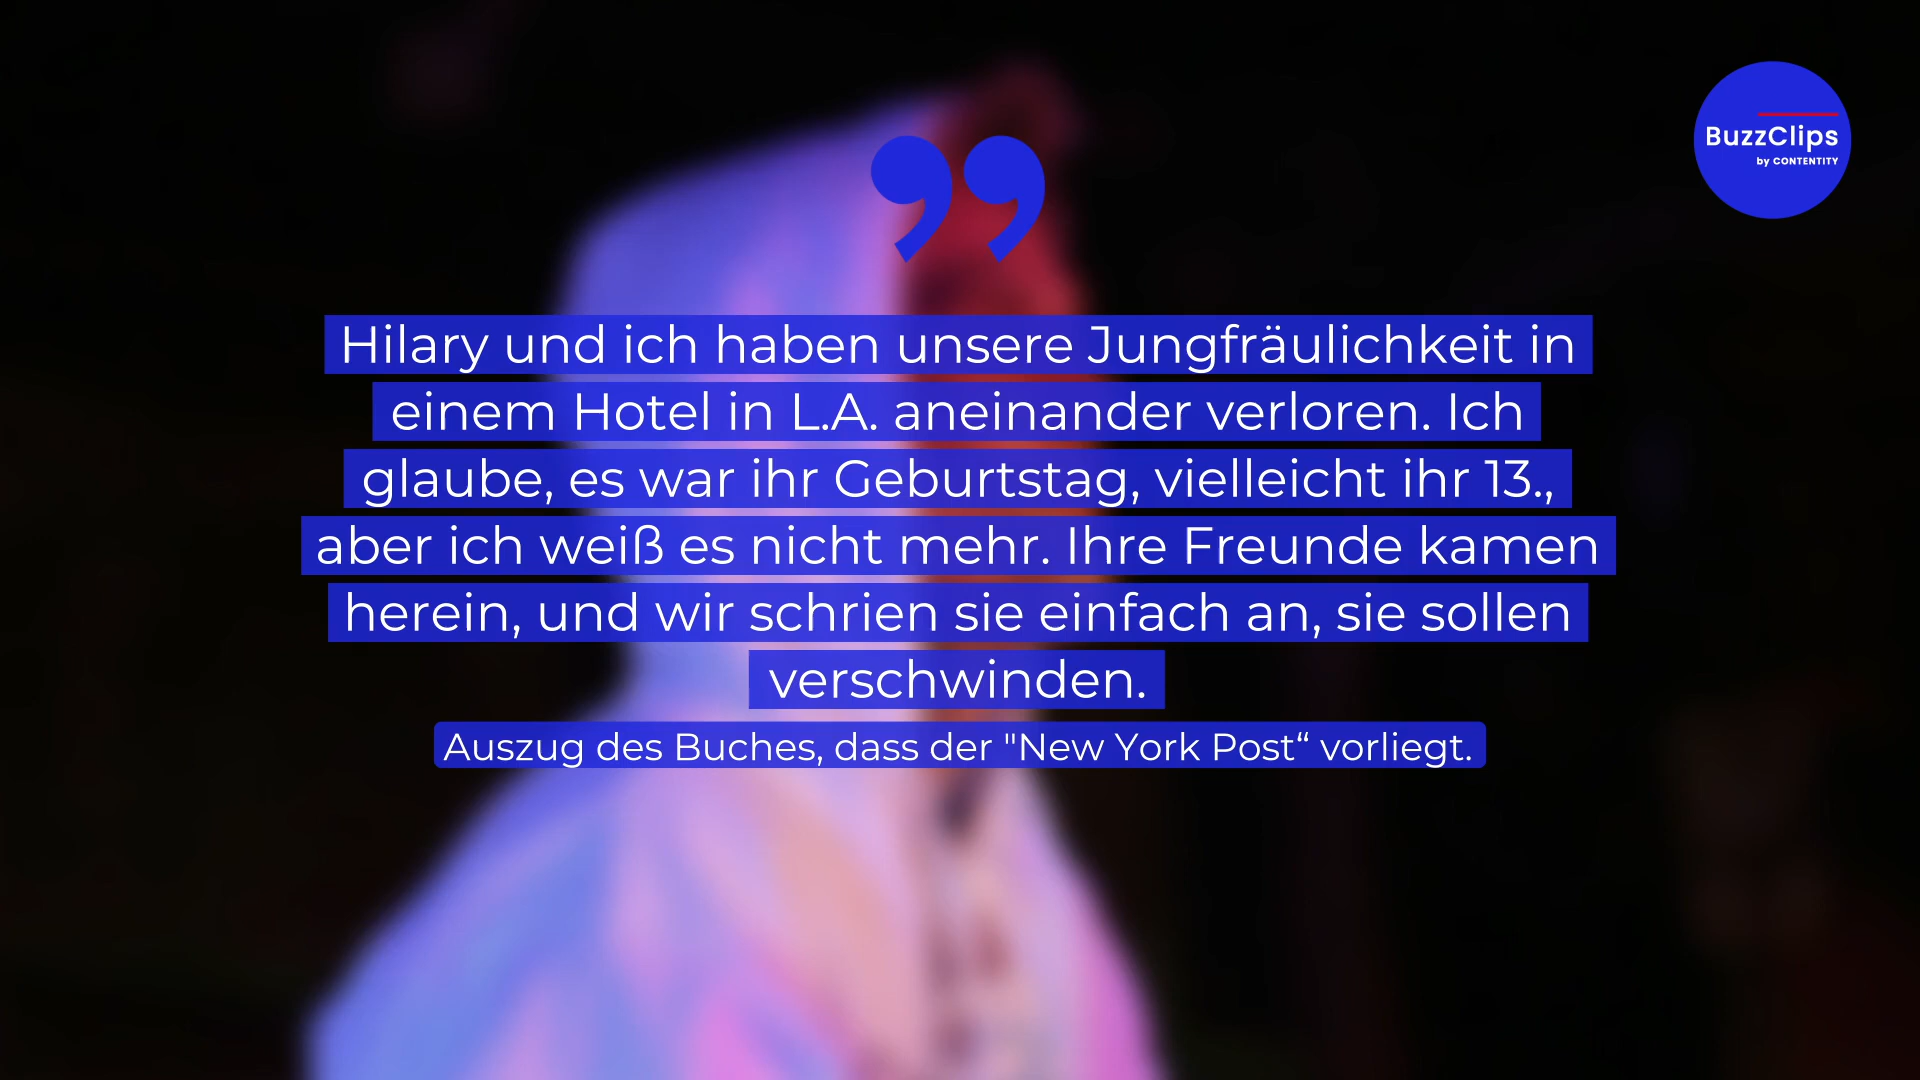 BuzzClips
by CONTENTITY
”
Hilary und ich haben unsere Jungfräulichkeit in
einem Hotel in L.A. aneinander verloren. Ich
glaube, es war ihr Geburtstag, vielleicht ihr 13.,
aber ich weiß es nicht mehr. Ihre Freunde kamen
herein, und wir schrien sie einfach an, sie sollen
verschwinden.
Auszug des Buches, dass der "New York Post“ vorliegt.